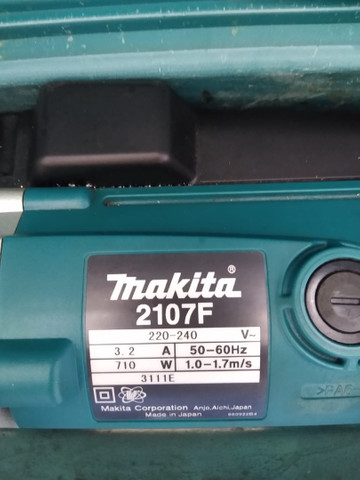 makita®
2107F
220-240 V~
3.2 A 50-60Hz
710 W 1.0-1.7m/s
3111E
Makita Corporation Anjo, Aichi, Japan
Made in Japan